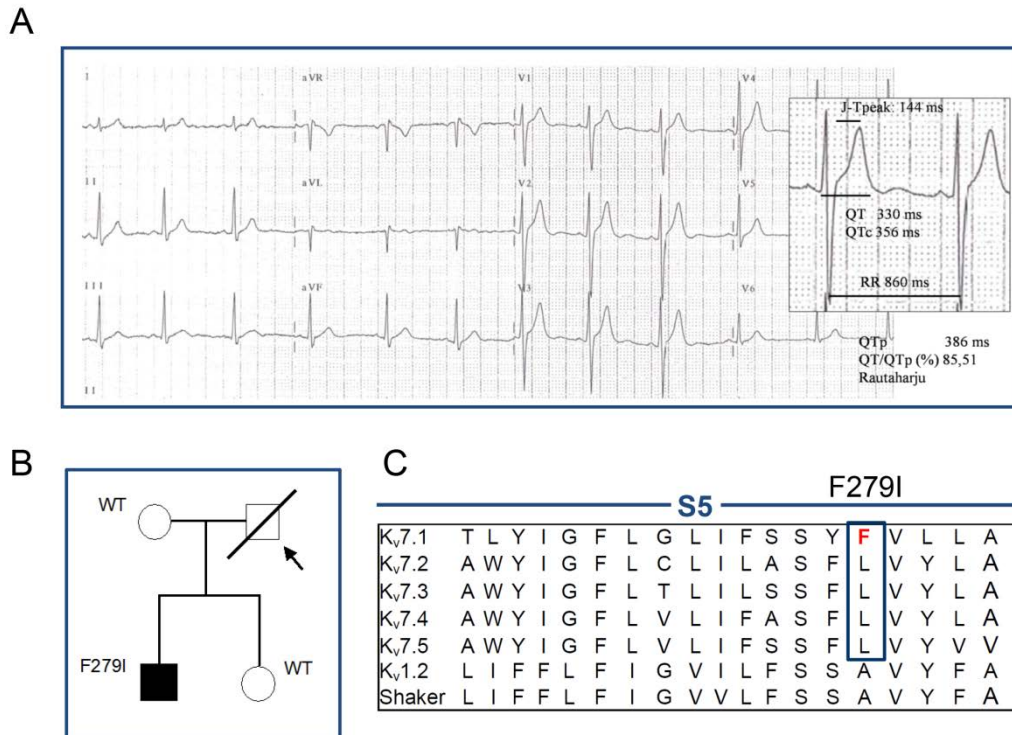 A
I
aVR
V1
V4
J-Tpeak: 144 ms
II
aVL
V2
V5
QT 330 ms
QTc 356 ms
III
aVF
V3
V6
RR 860 ms
QTp 386 ms
QT/QTp (%) 85,51
Rautaharju
II
B
WT
F279I
WT
C
F279I
S5
Kv7.1 T L Y I G F L G L I F S S Y F V L L A
Kv7.2 A W Y I G F L C L I L A S F L V Y L A
Kv7.3 A W Y I G F L T L I L S S F L V Y L A
Kv7.4 A W Y I G F L V L I F A S F L V Y L A
Kv7.5 A W Y I G F L V L I F S S F L V Y V V
Kv1.2 L I F F L F I G V I L F S S A V Y F A
Shaker L I F F L F I G V V L F S S A V Y F A